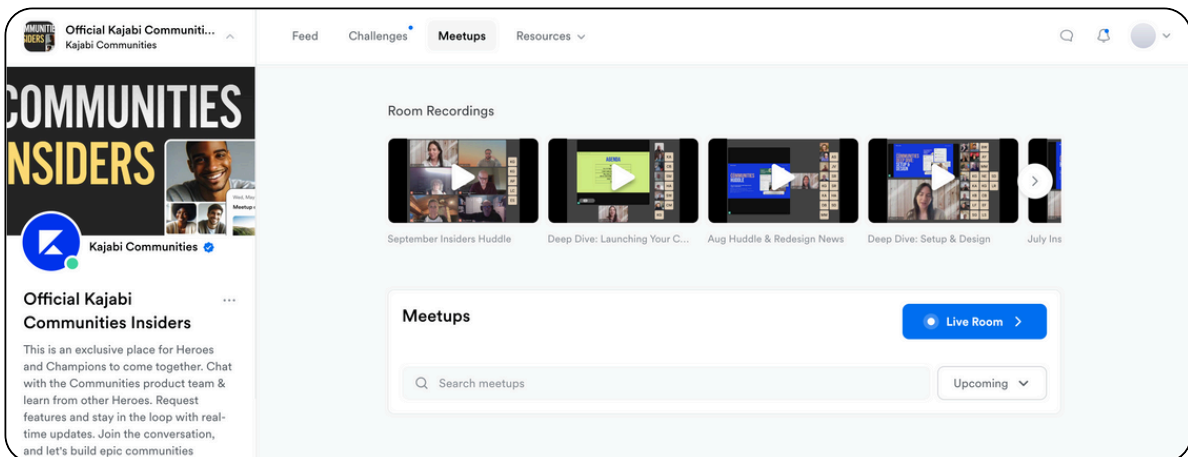 Official Kajabi Communiti...
Kajabi Communities
Feed
Challenges
Meetups
Resources
COMMUNITIES
INSIDERS
Kajabi Communities
Official Kajabi
Communities Insiders
...
This is an exclusive place for Heroes
and Champions to come together. Chat
with the Communities product team &
learn from other Heroes. Request
features and stay in the loop with real-
time updates. Join the conversation,
and let's build epic communities
Room Recordings
AGENDA
September Insiders Huddle
Deep Dive: Launching Your C...
Aug Huddle & Redesign News
Deep Dive: Setup & Design
July Ins
Meetups
Live Room
Search meetups
Upcoming